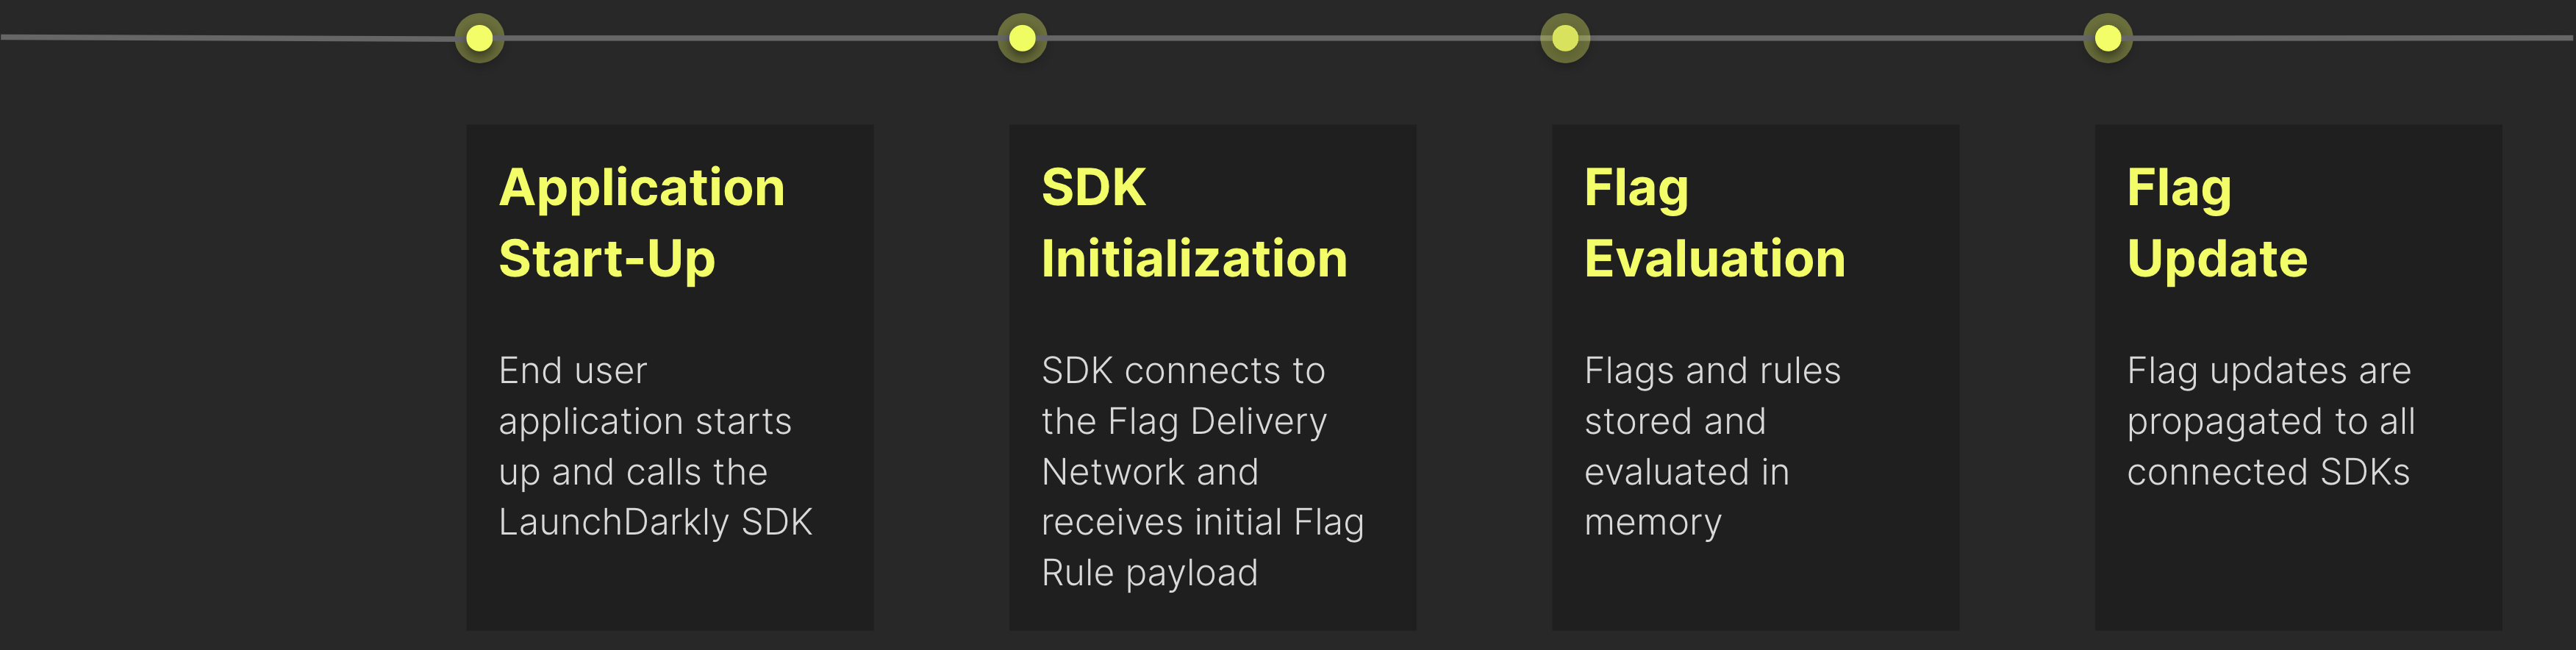 Application
Start-Up
End user
application starts
up and calls the
LaunchDarkly SDK
SDK
Initialization
SDK connects to
the Flag Delivery
Network and
receives initial Flag
Rule payload
Flag
Evaluation
Flags and rules
stored and
evaluated in
memory
Flag
Update
Flag updates are
propagated to all
connected SDKs